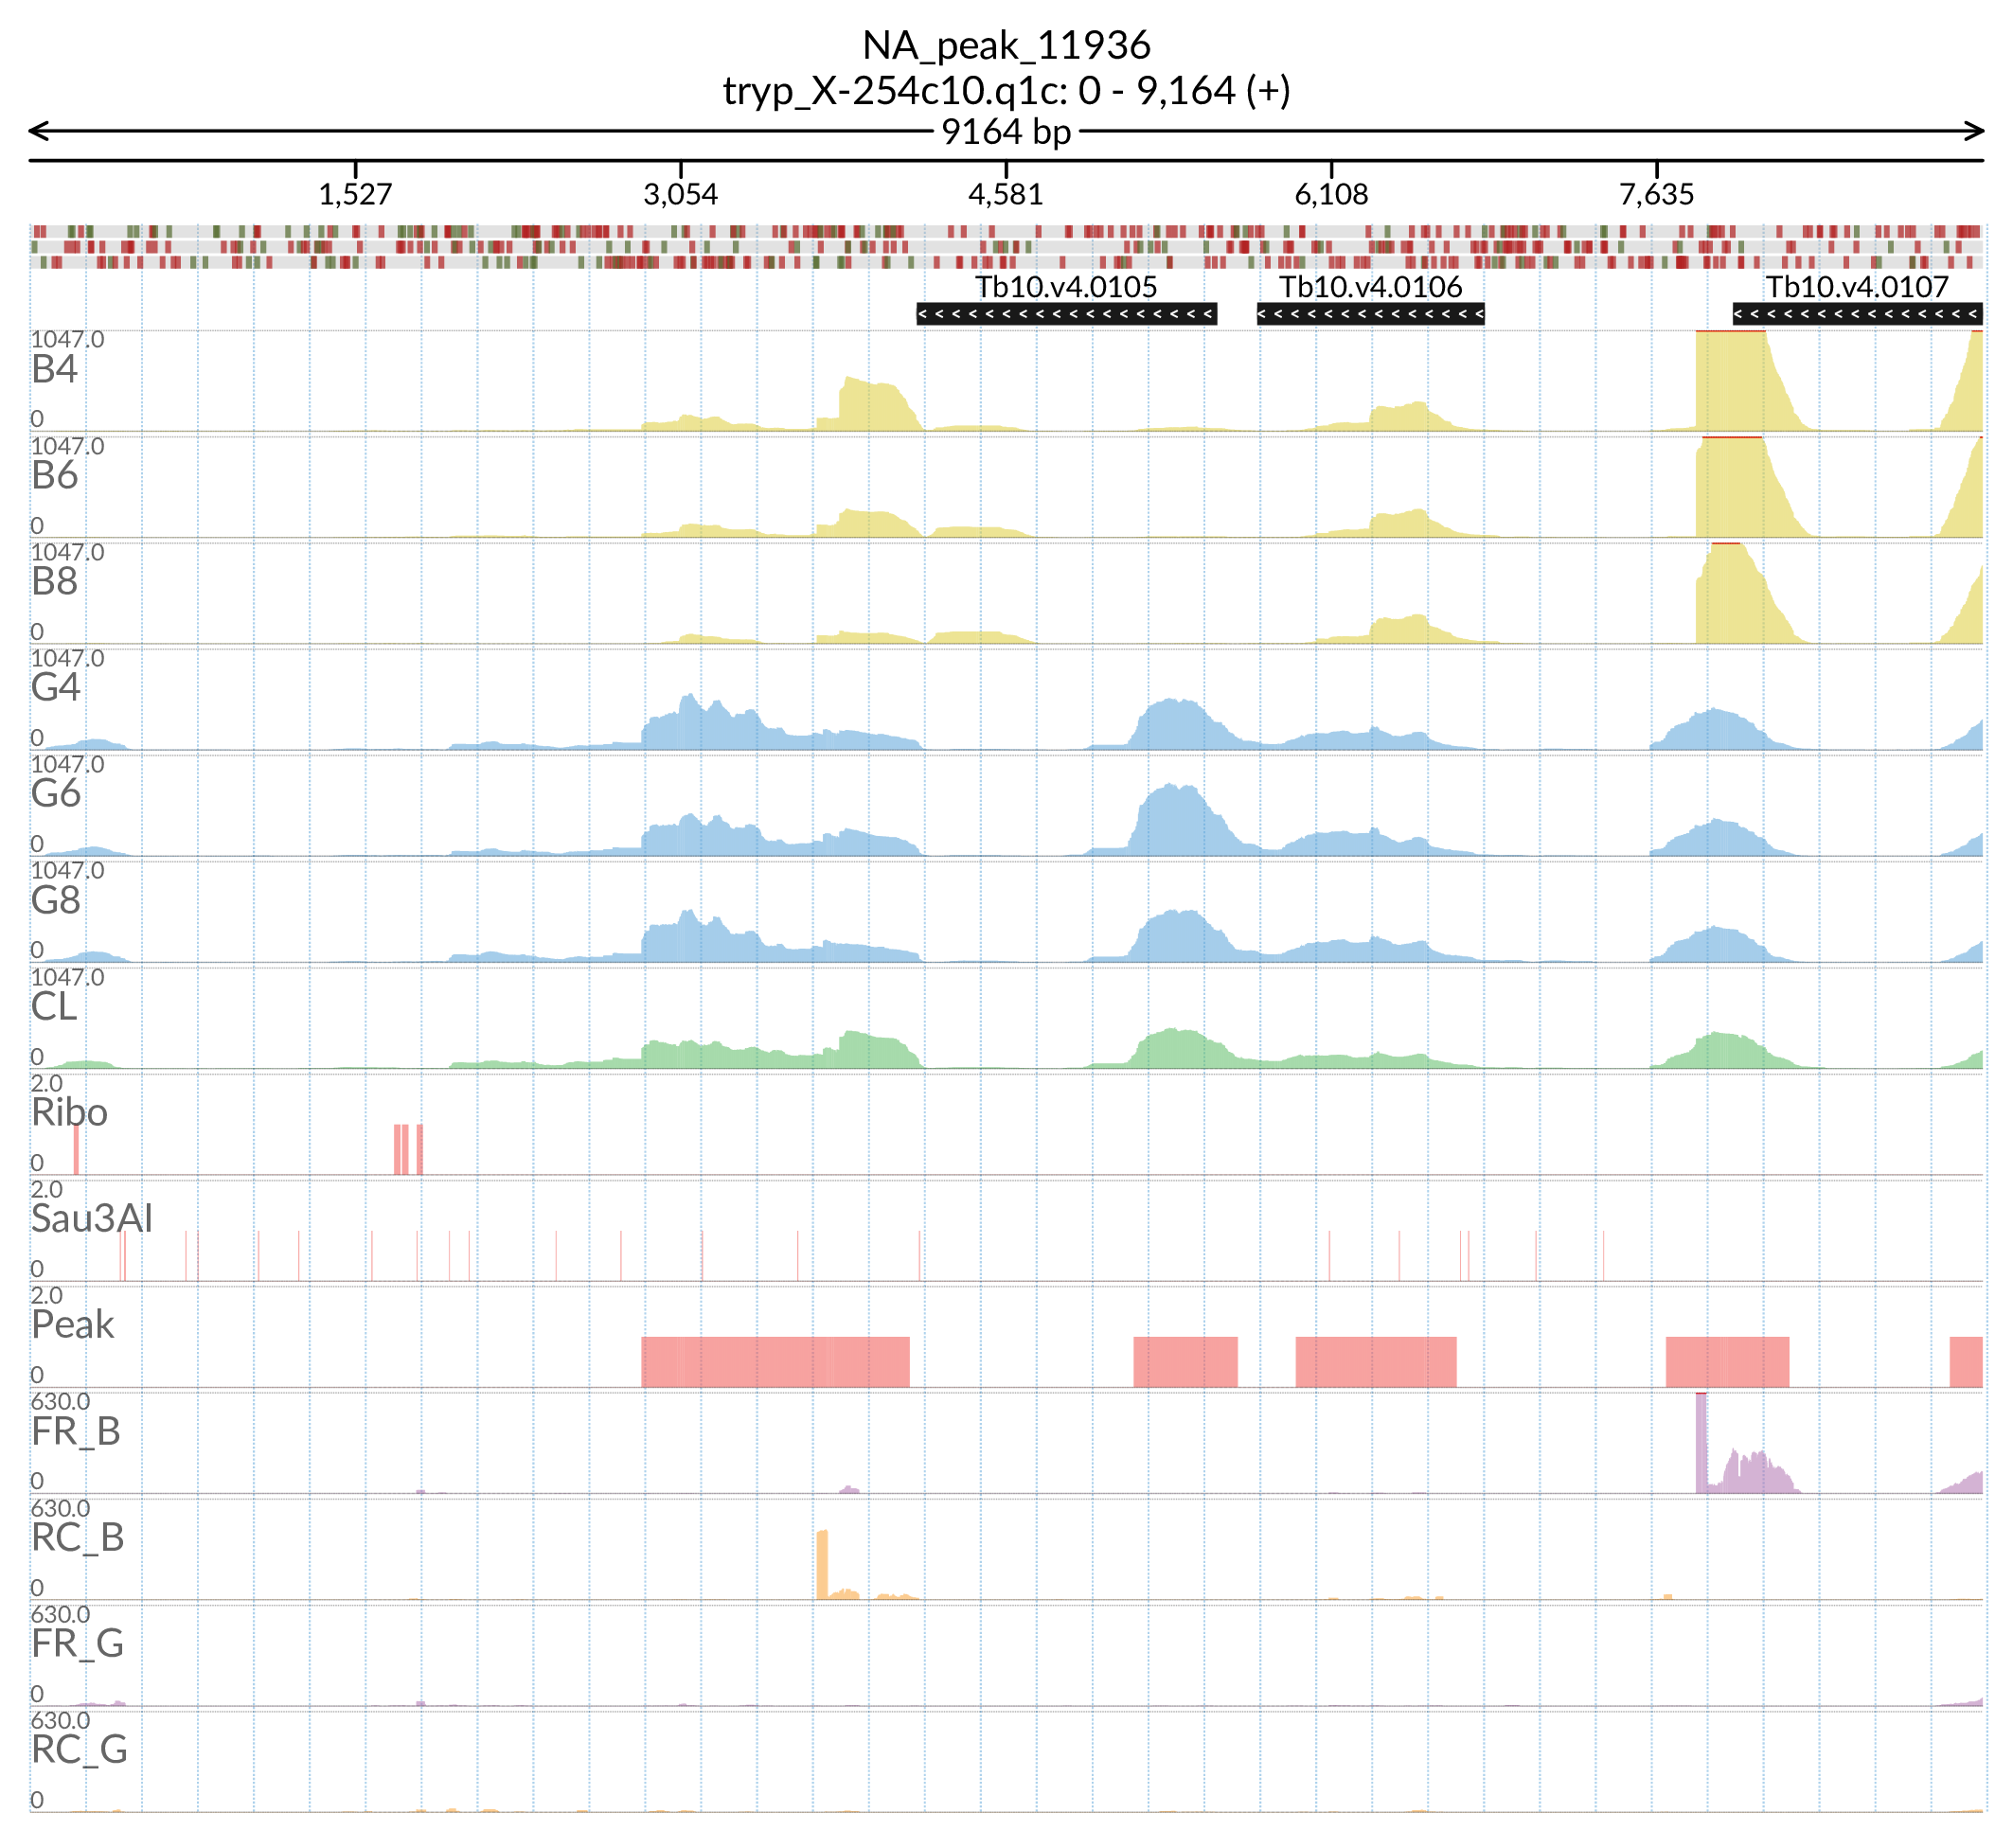 NA_peak_11936
tryp_X-254c10.q1c: 0 - 9,164 (+)
9164 bp
1,527 3,054 4,581 6,108 7,635
Tb10.v4.0105 Tb10.v4.0106 Tb10.v4.0107
1047.0
B4
0
1047.0
B6
0
1047.0
B8
0
1047.0
G4
0
1047.0
G6
0
1047.0
G8
0
1047.0
CL
0
2.0
Ribo
0
2.0
Sau3AI
0
2.0
Peak
0
630.0
FR_B
0
630.0
RC_B
0
630.0
FR_G
0
630.0
RC_G
0